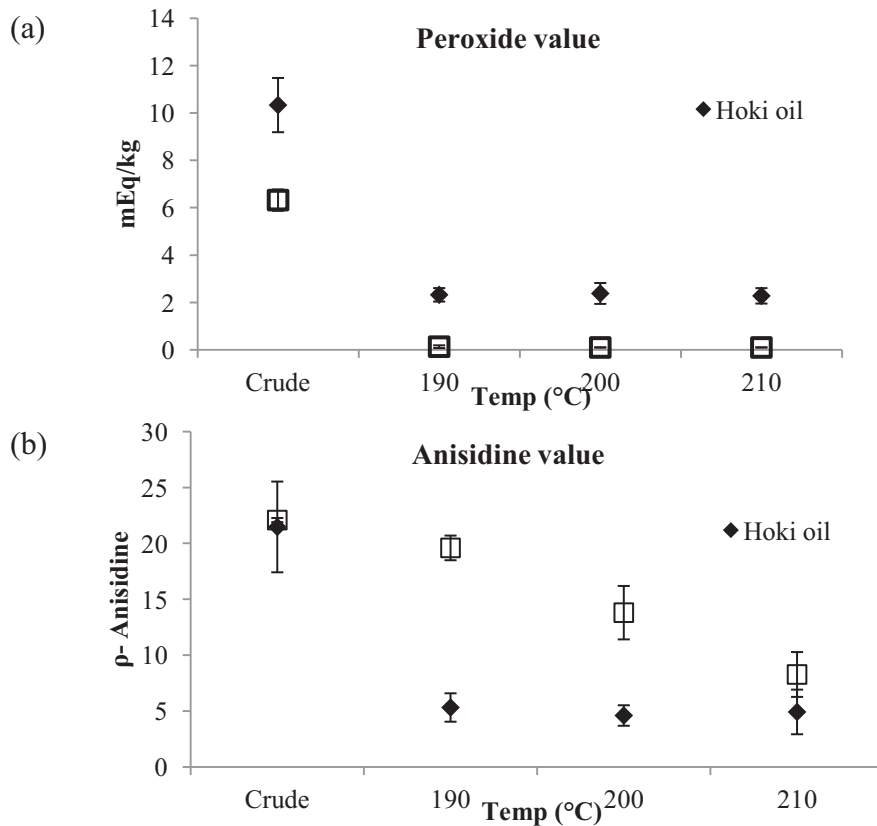 (a)
Peroxide value
mEq/kg
14
12
10
8
6
4
2
0
Hoki oil
Crude 190 200 210
Temp (°C)
(b)
Anisidine value
ρ- Anisidine
30
25
20
15
10
5
0
Hoki oil
Crude 190 200 210
Temp (°C)